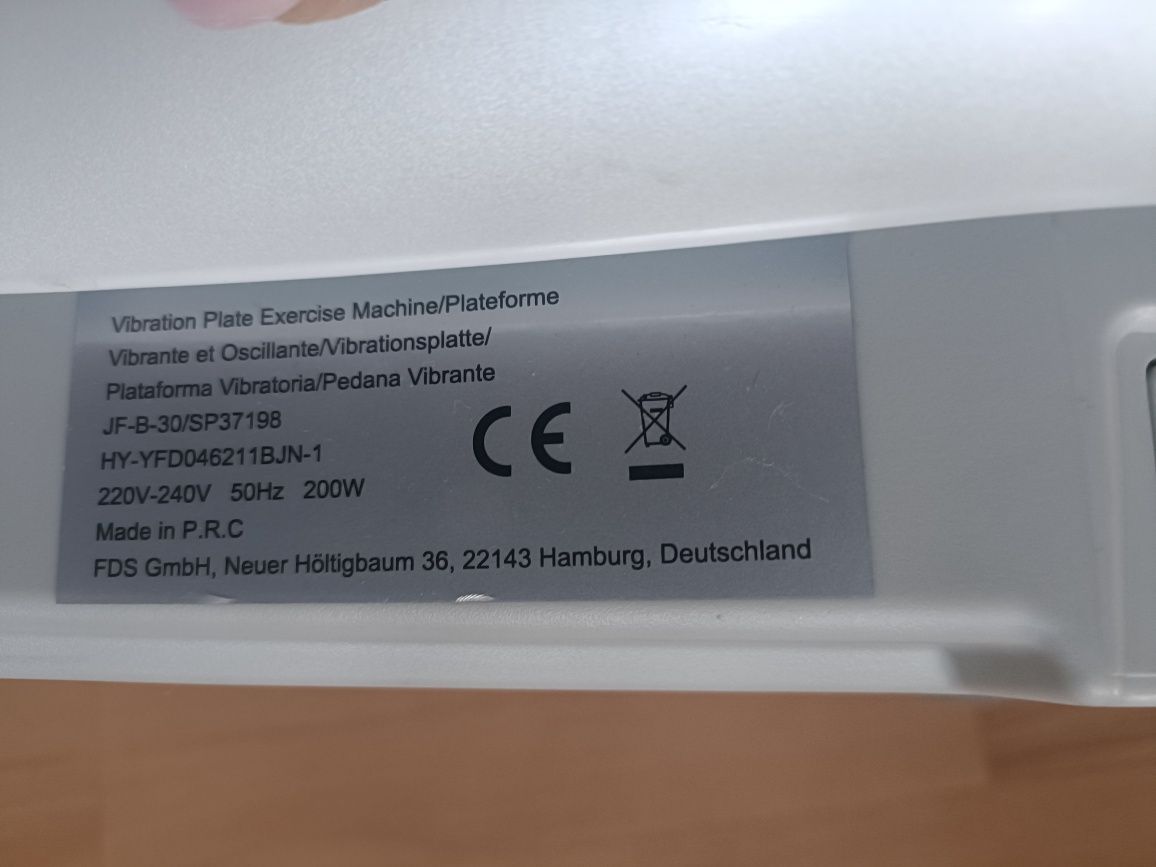 Vibration Plate Exercise Machine/Plateforme
Vibrante et Oscillante/Vibrationsplatte/
Plataforma Vibratoria/Pedana Vibrante
JF-B-30/SP37198
HY-YFD046211BJN-1
220V-240V 50Hz 200W
Made in P.R.C
FDS GmbH, Neuer Höltigbaum 36, 22143 Hamburg, Deutschland
CE